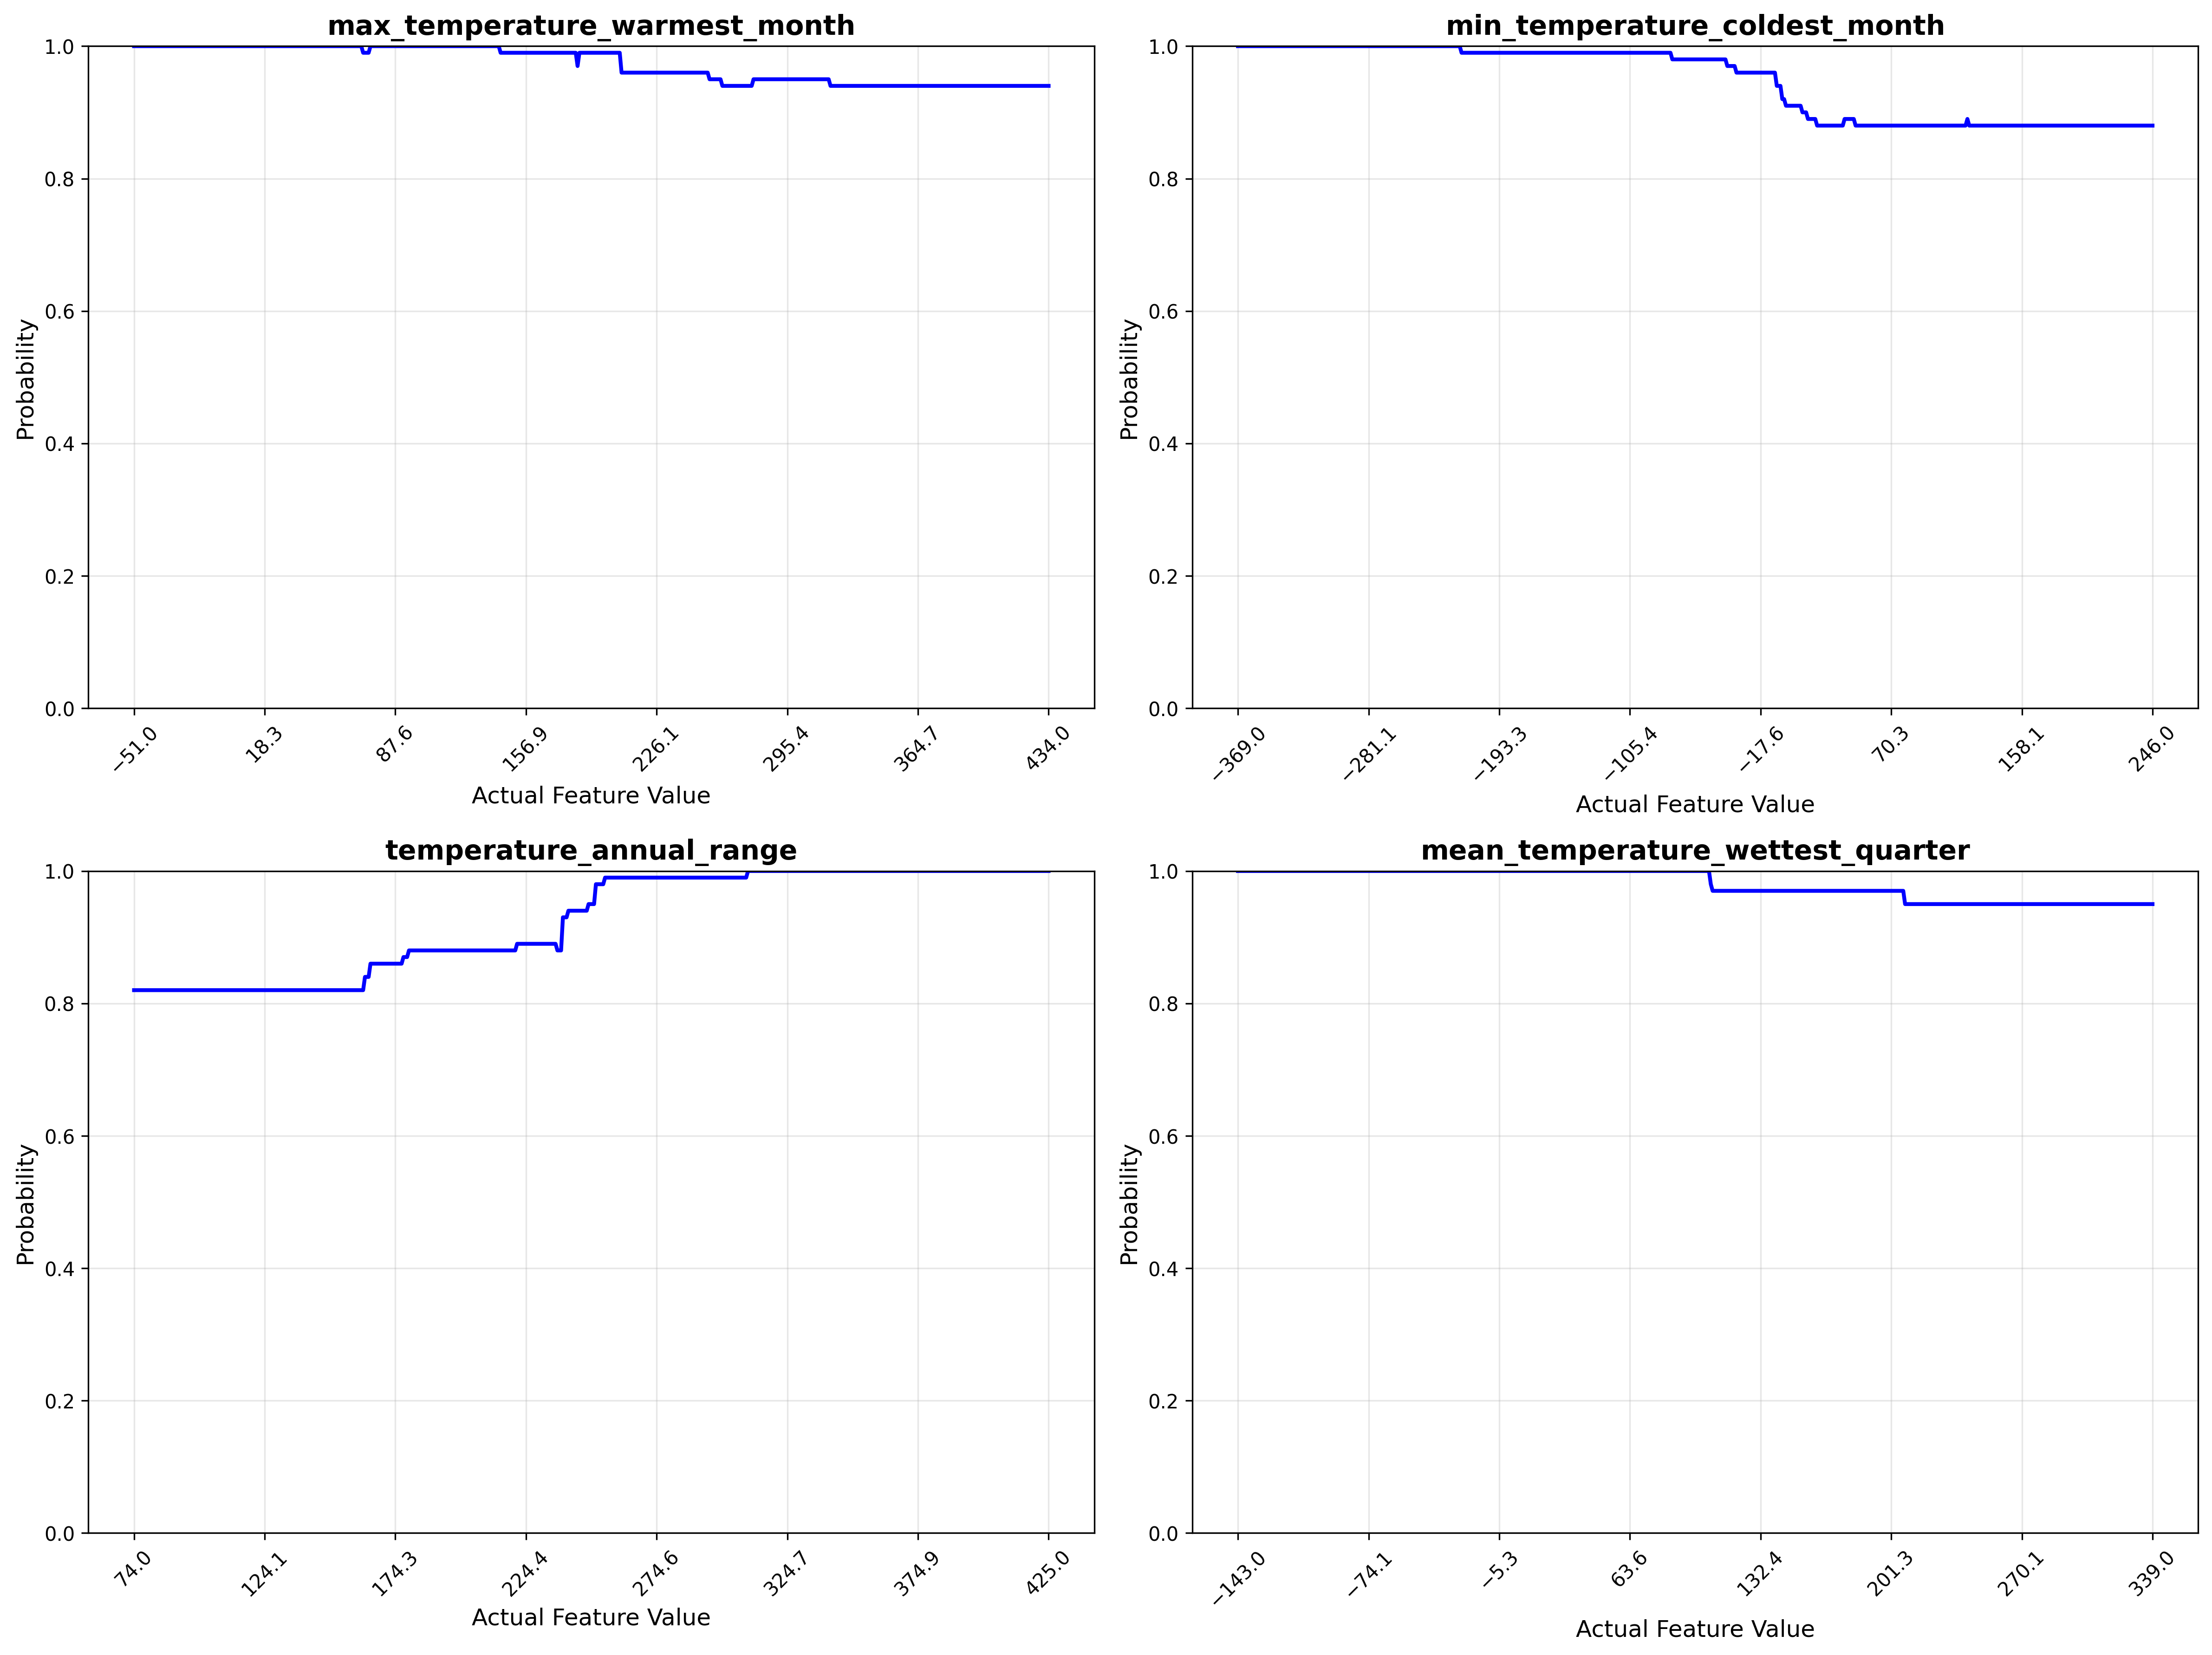 max_temperature_warmest_month
1.0
0.8
0.6
0.4
0.2
0.0
Probability
−51.0 18.3 87.6 156.9 226.1 295.4 364.7 434.0
Actual Feature Value
min_temperature_coldest_month
1.0
0.8
0.6
0.4
0.2
0.0
Probability
−369.0 −281.1 −193.3 −105.4 −17.6 70.3 158.1 246.0
Actual Feature Value
temperature_annual_range
1.0
0.8
0.6
0.4
0.2
0.0
Probability
74.0 124.1 174.3 224.4 274.6 324.7 374.9 425.0
Actual Feature Value
mean_temperature_wettest_quarter
1.0
0.8
0.6
0.4
0.2
0.0
Probability
−143.0 −74.1 −5.3 63.6 132.4 201.3 270.1 339.0
Actual Feature Value